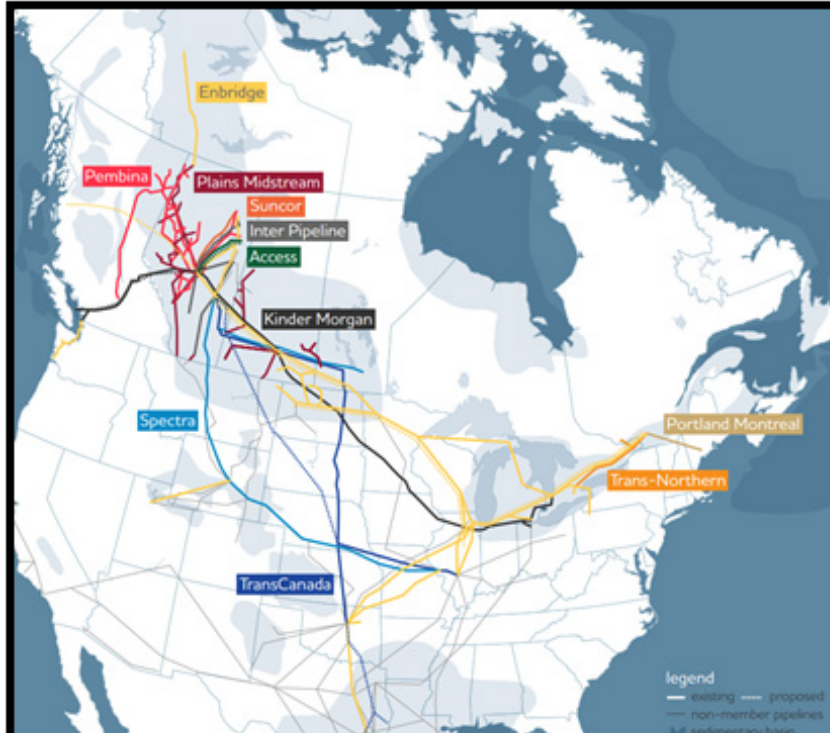 Enbridge
Pembina
Plains Midstream
Suncor
Inter Pipeline
Access
Kinder Morgan
Spectra
Portland Montreal
Trans-Northern
TransCanada
legend
existing
proposed
non-member pipelines
sedimentary basin